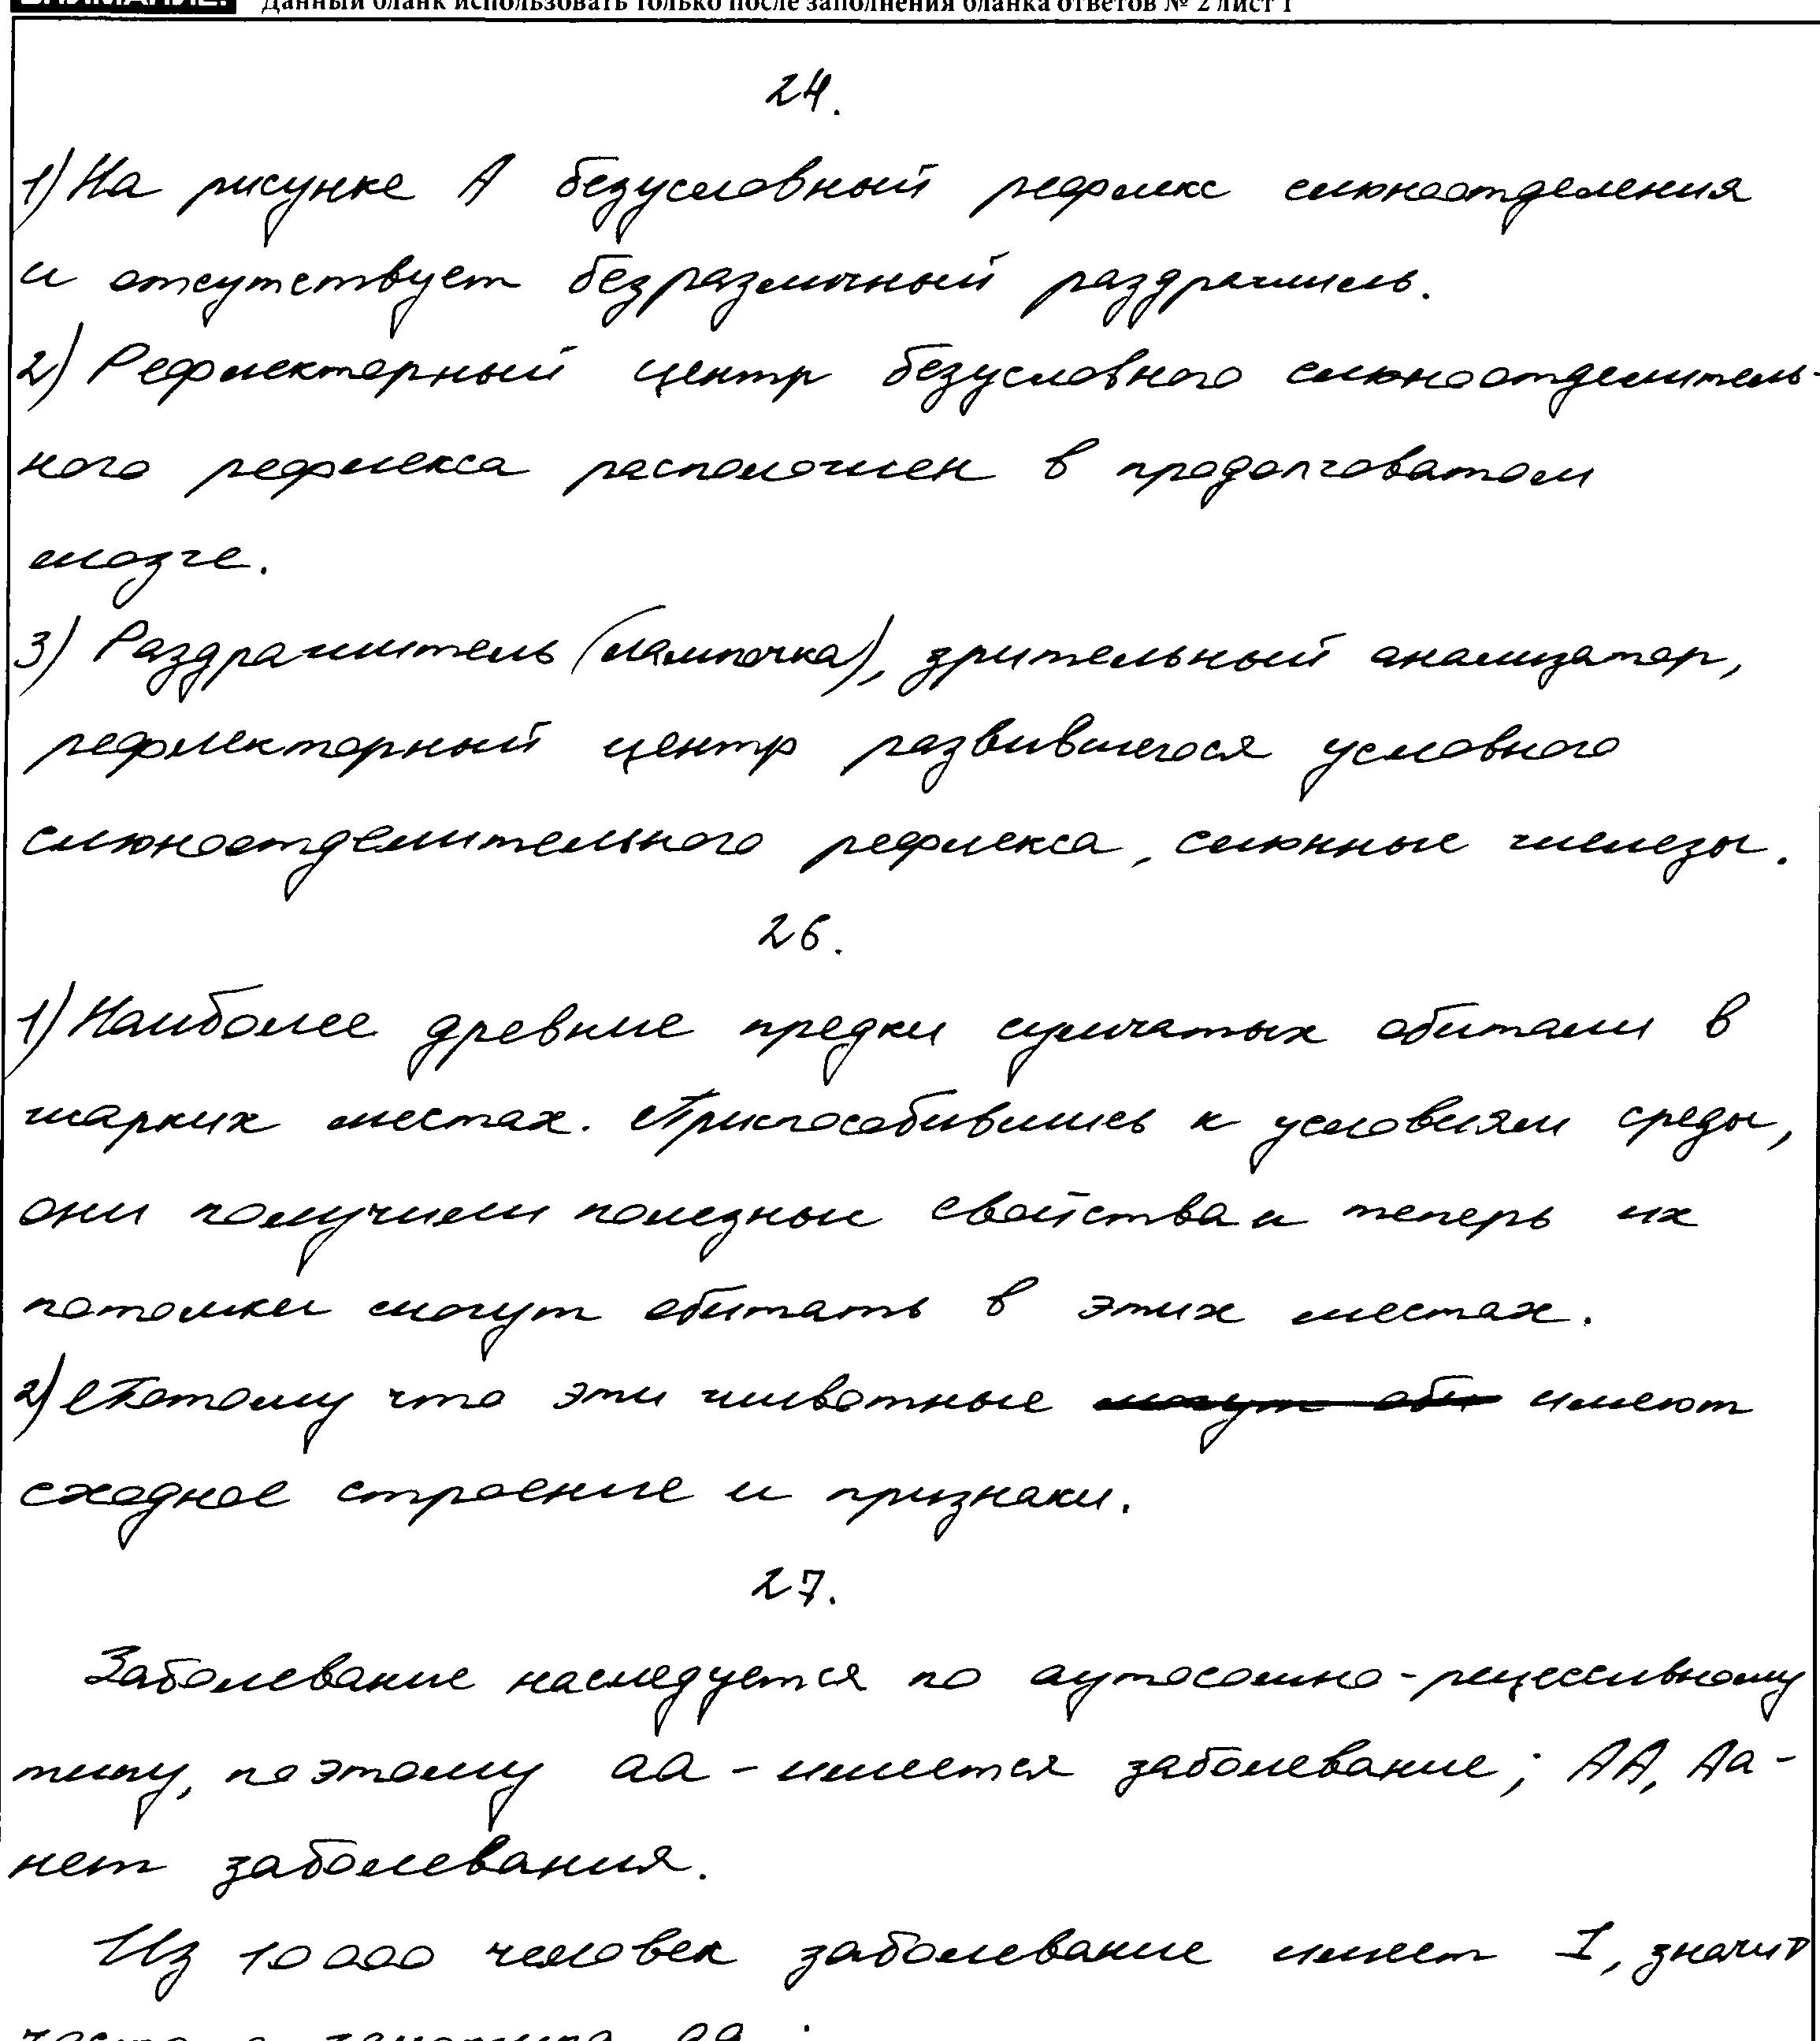 Данный бланк использовать только после заполнения бланка ответов № 2 лист 1
24.
1) На рисунке А безусловный рефлекс слюноотделения
и отсутствует безразличный раздражитель.
2) Рефлекторный центр безусловного слюноотделитель-
ного рефлекса расположен в продолговатом
мозге.
3) Раздражитель (лампочка), зрительный анализатор,
рефлекторный центр развившегося условного
слюноотделительного рефлекса, слюнные железы.
26.
1) Наиболее древние предки сумчатых обитали в
жарких местах. Приспособившись к условиям среды,
они получили полезные свойства и теперь их
потомки могут обитать в этих местах.
2) Потому что эти животные имеют
сходное строение и признаки.
27.
Заболевание наследуется по аутосомно-рецессивному
типу, поэтому аа - имеется заболевание; АА, Аа -
нет заболевания.
Из 10000 человек заболевание имеет 1, значит